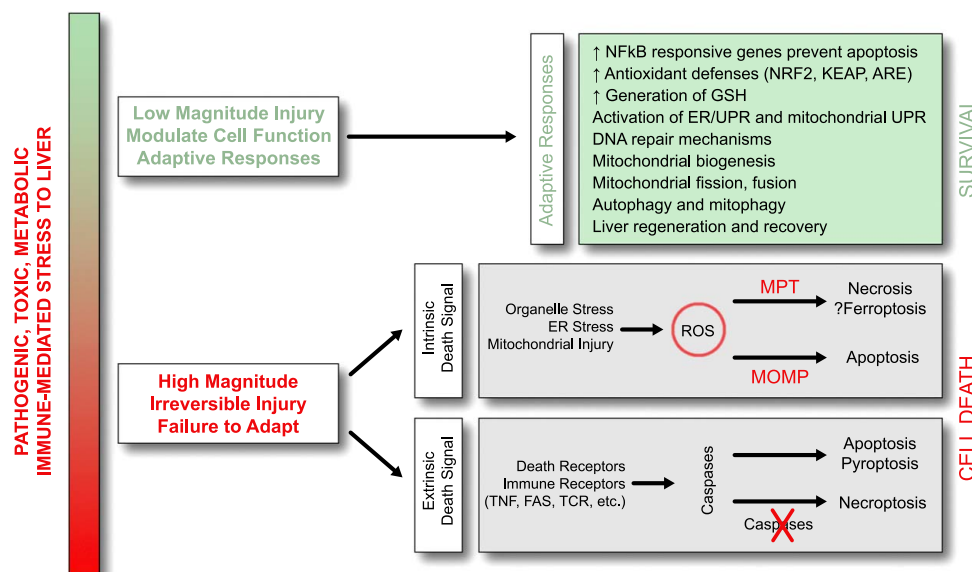 PATHOGENIC, TOXIC, METABOLIC
IMMUNE-MEDIATED STRESS TO LIVER
Low Magnitude Injury
Modulate Cell Function
Adaptive Responses
Adaptive Responses
↑ NFkB responsive genes prevent apoptosis
↑ Antioxidant defenses (NRF2, KEAP, ARE)
↑ Generation of GSH
Activation of ER/UPR and mitochondrial UPR
DNA repair mechanisms
Mitochondrial biogenesis
Mitochondrial fission, fusion
Autophagy and mitophagy
Liver regeneration and recovery
SURVIVAL
High Magnitude
Irreversible Injury
Failure to Adapt
Intrinsic
Death Signal
Organelle Stress
ER Stress
Mitochondrial Injury
ROS
MPT
Necrosis
?Ferroptosis
MOMP
Apoptosis
Extrinsic
Death Signal
Death Receptors
Immune Receptors
(TNF, FAS, TCR, etc.)
Caspases
Apoptosis
Pyroptosis
Necroptosis
Caspases
CELL DEATH